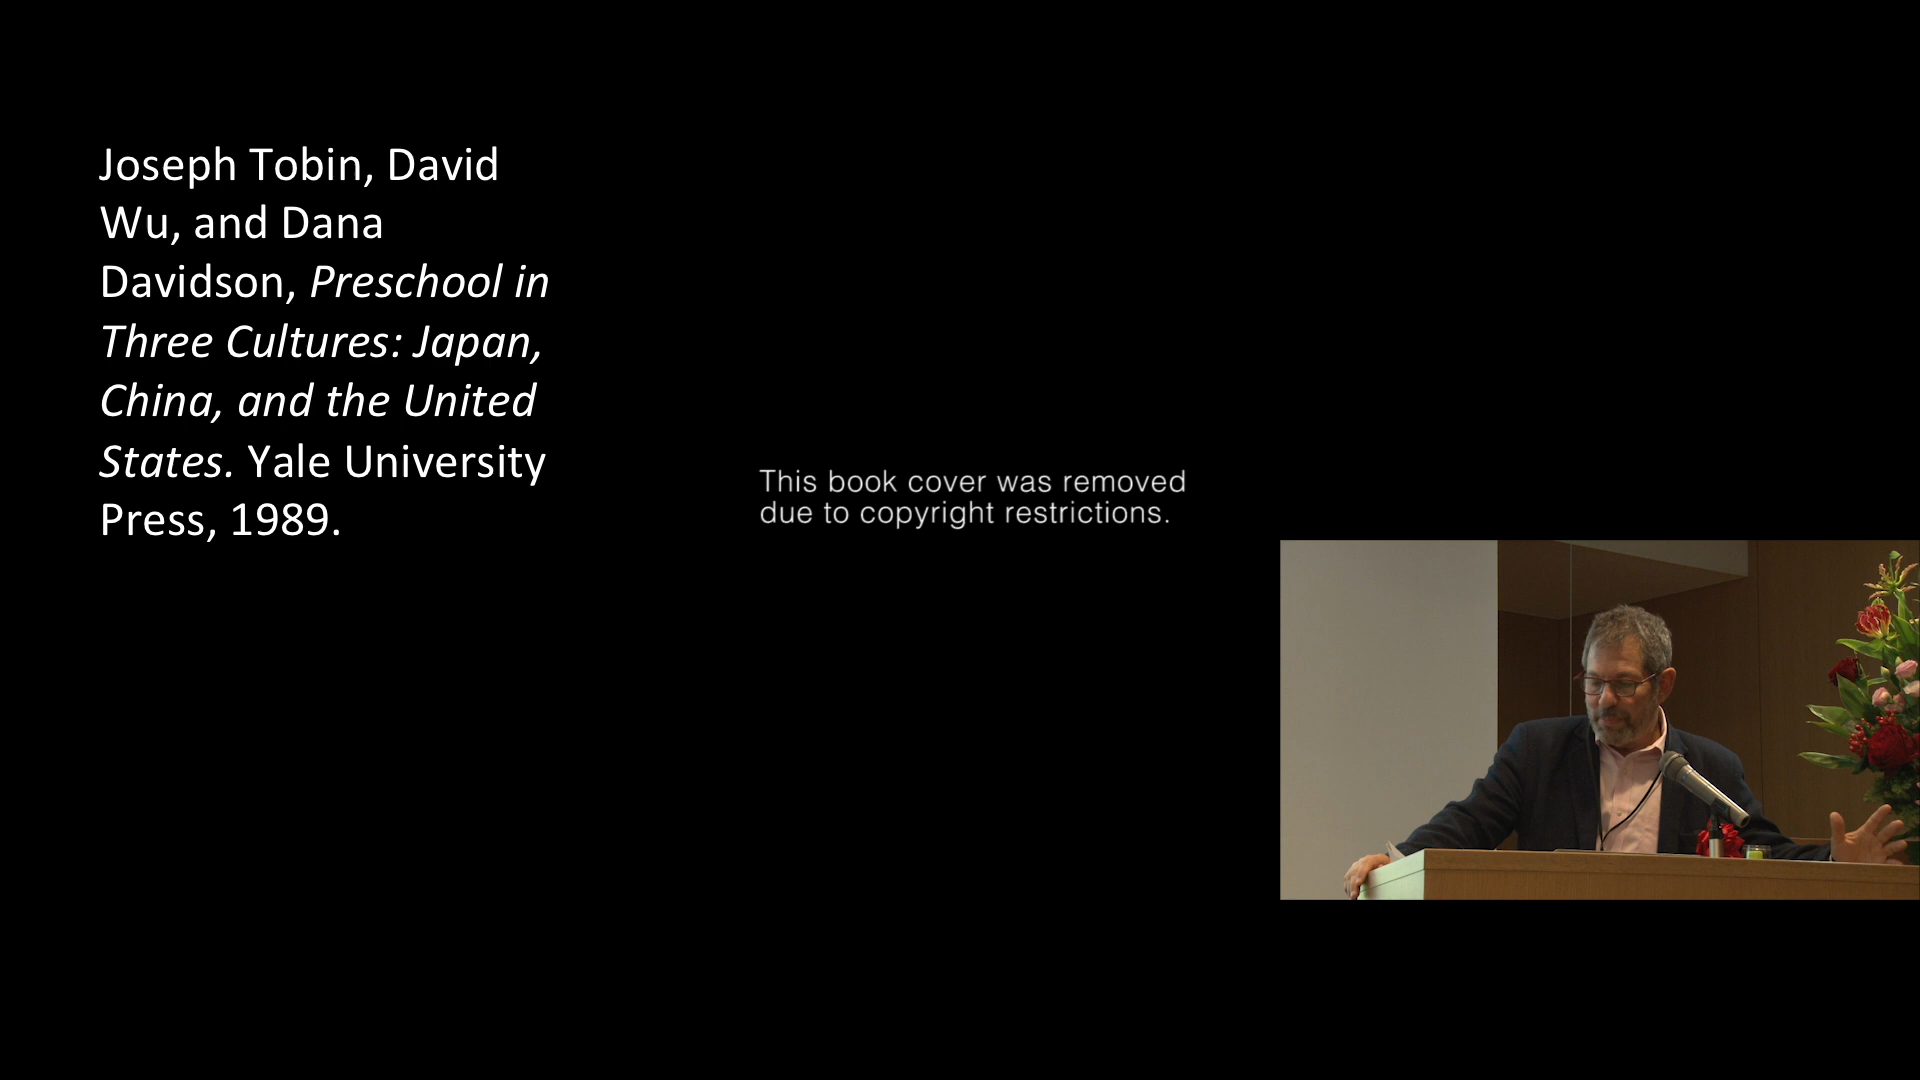 Joseph Tobin, David
Wu, and Dana
Davidson, Preschool in
Three Cultures: Japan,
China, and the United
States. Yale University
Press, 1989.
This book cover was removed
due to copyright restrictions.